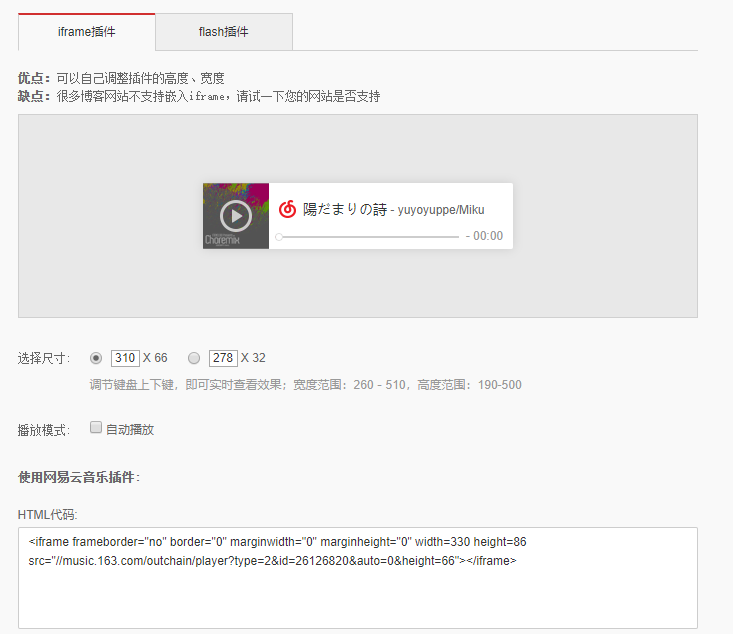 iframe插件
flash插件
优点：可以自己调整插件的高度、宽度
缺点：很多博客网站不支持嵌入iframe，请试一下您的网站是否支持
陽だまりの詩 - yuyoyuppe/Miku
Choremix
- 00:00
选择尺寸： 310 X 66 278 X 32
调节键盘上下键，即可实时查看效果；宽度范围：260 - 510，高度范围：190-500
播放模式： 自动播放
使用网易云音乐插件：
HTML代码:
<iframe frameborder="no" border="0" marginwidth="0" marginheight="0" width=330 height=86
src="//music.163.com/outchain/player?type=2&id=26126820&auto=0&height=66"></iframe>